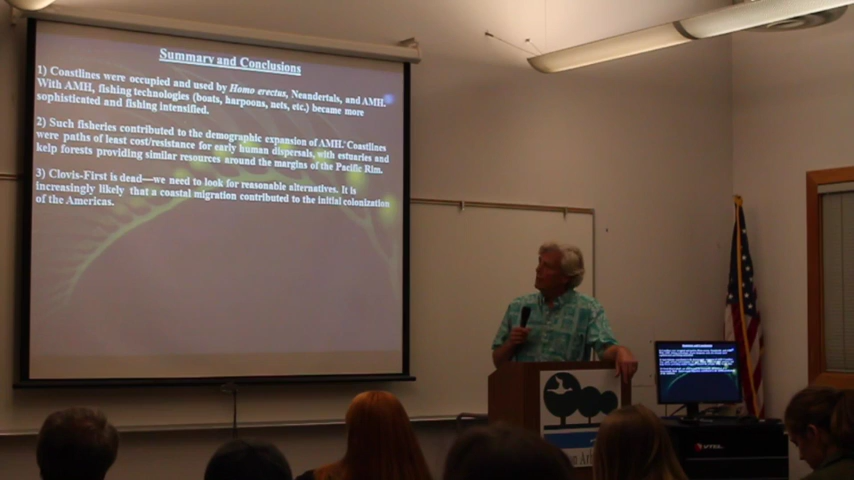 Summary and Conclusions
1) Coastlines were occupied and used by Homo erectus, Neandertals, and AMH.
With AMH, fishing technologies (boats, harpoons, nets, etc.) became more
sophisticated and fishing intensified.
2) Such fisheries contributed to the demographic expansion of AMH. Coastlines
were paths of least cost/resistance for early human dispersals, with estuaries and
kelp forests providing similar resources around the margins of the Pacific Rim.
3) Clovis-First is dead—we need to look for reasonable alternatives. It is
increasingly likely that a coastal migration contributed to the initial colonization
of the Americas.